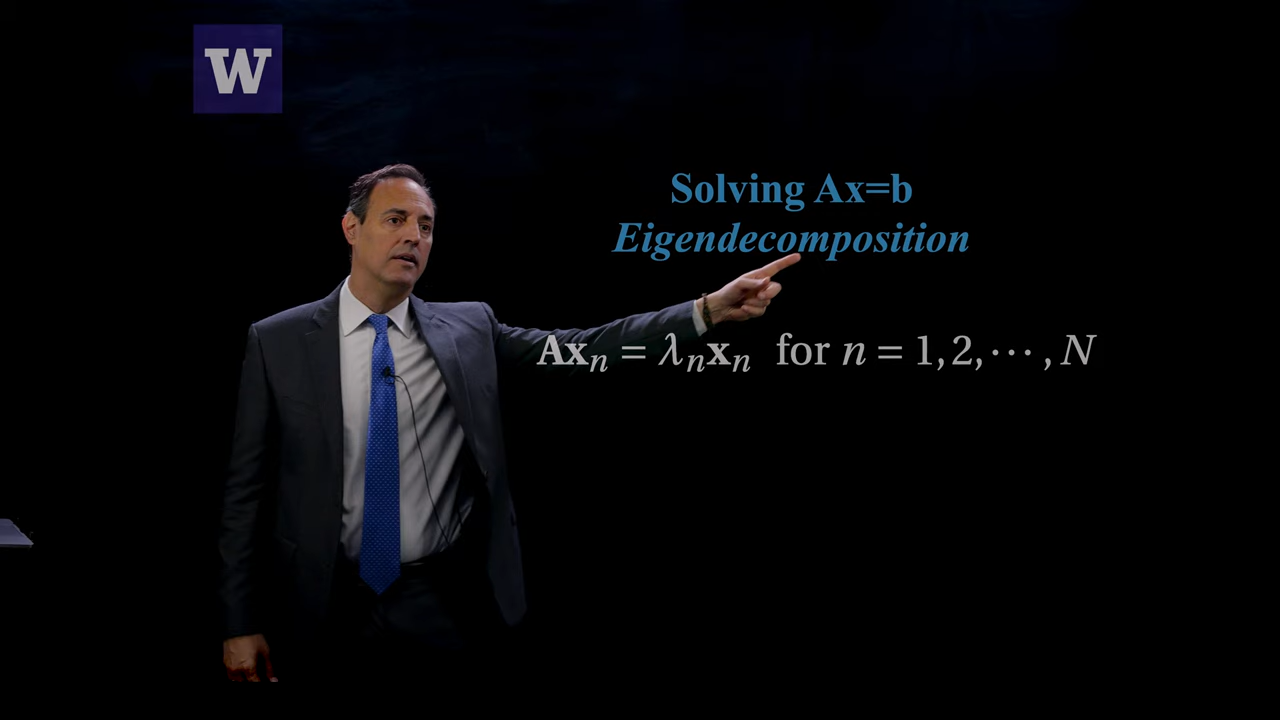 W
Solving Ax=b
Eigendecomposition
Axₙ = λₙxₙ for n = 1,2,⋯,N